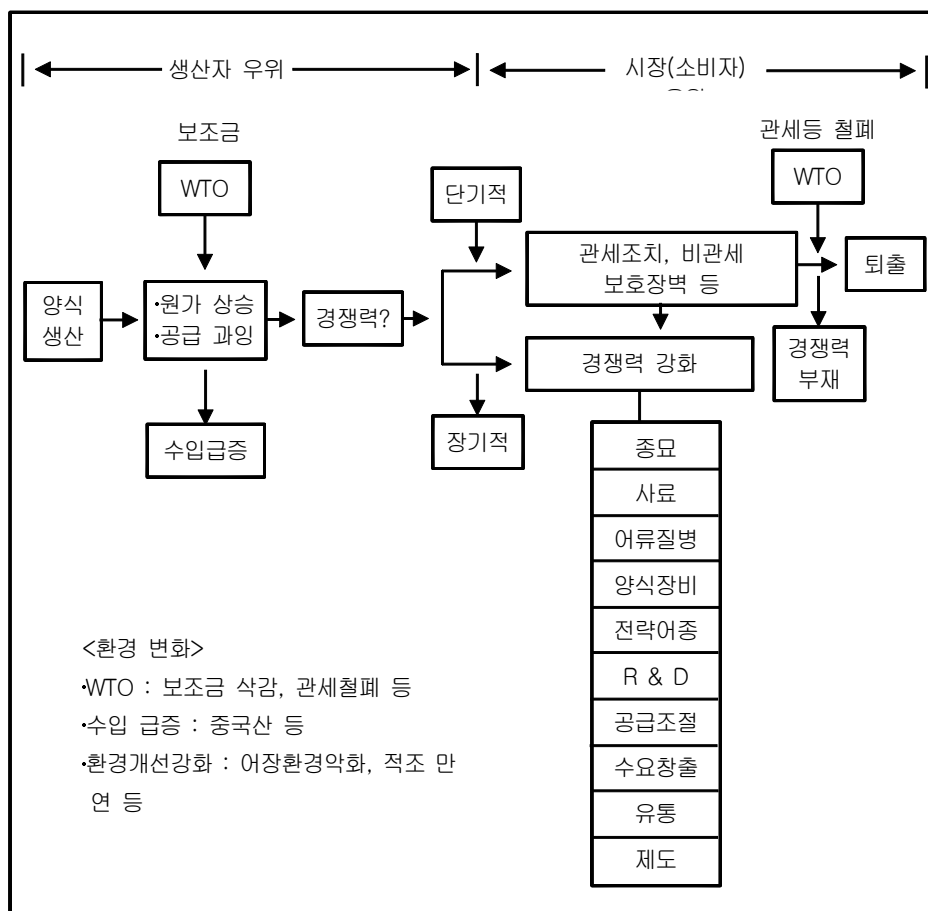 생산자 우위
시장(소비자)
보조금
관세등 철폐
WTO
단기적
WTO
관세조치, 비관세
보호장벽 등
퇴출
양식
생산
•원가 상승
•공급 과잉
경쟁력?
경쟁력 강화
경쟁력
부재
수입급증
장기적
종묘
사료
어류질병
양식장비
전략어종
R & D
공급조절
수요창출
유통
제도
<환경 변화>
•WTO : 보조금 삭감, 관세철폐 등
•수입 급증 : 중국산 등
•환경개선강화 : 어장환경악화, 적조 만
연 등